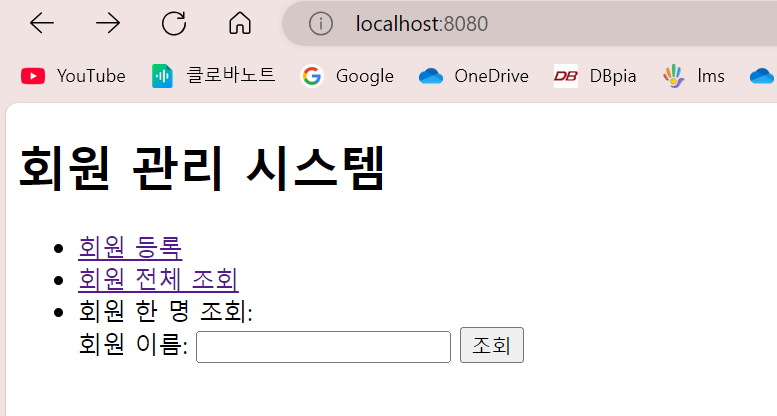 localhost:8080
YouTube 클로바노트 Google OneDrive DBpia lms
회원 관리 시스템
회원 등록
회원 전체 조회
회원 한 명 조회:
회원 이름: 조회